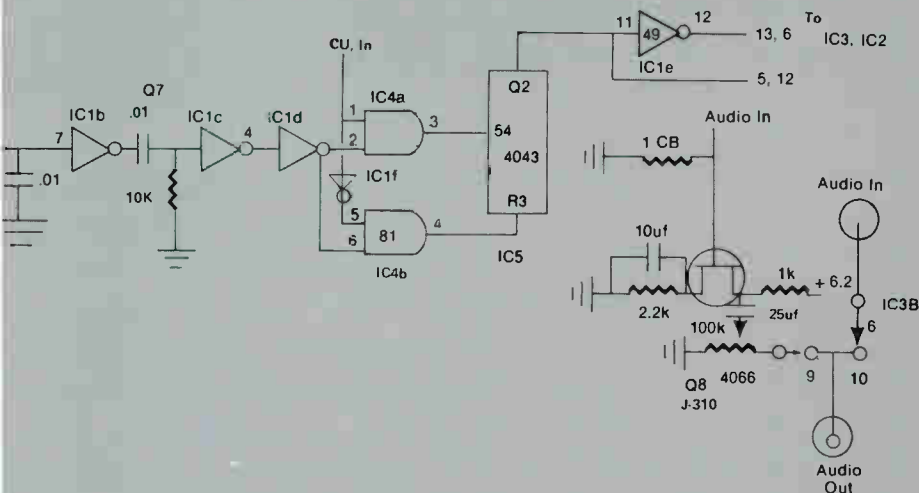 11
12
To
13, 6
IC3, IC2
49
IC1e
5, 12
CU, In
Q7
.01
IC1b
7
IC1c
4
IC1d
IC4a
1
2
3
Q2
54
4043
R3
IC5
IC1f
5
6
81
4
IC4b
.01
10K
Audio In
1 CB
Audio In
10uf
2.2k
1k
+ 6.2
25uf
100k
IC3B
6
4066
9
10
Q8
J-310
Audio
Out